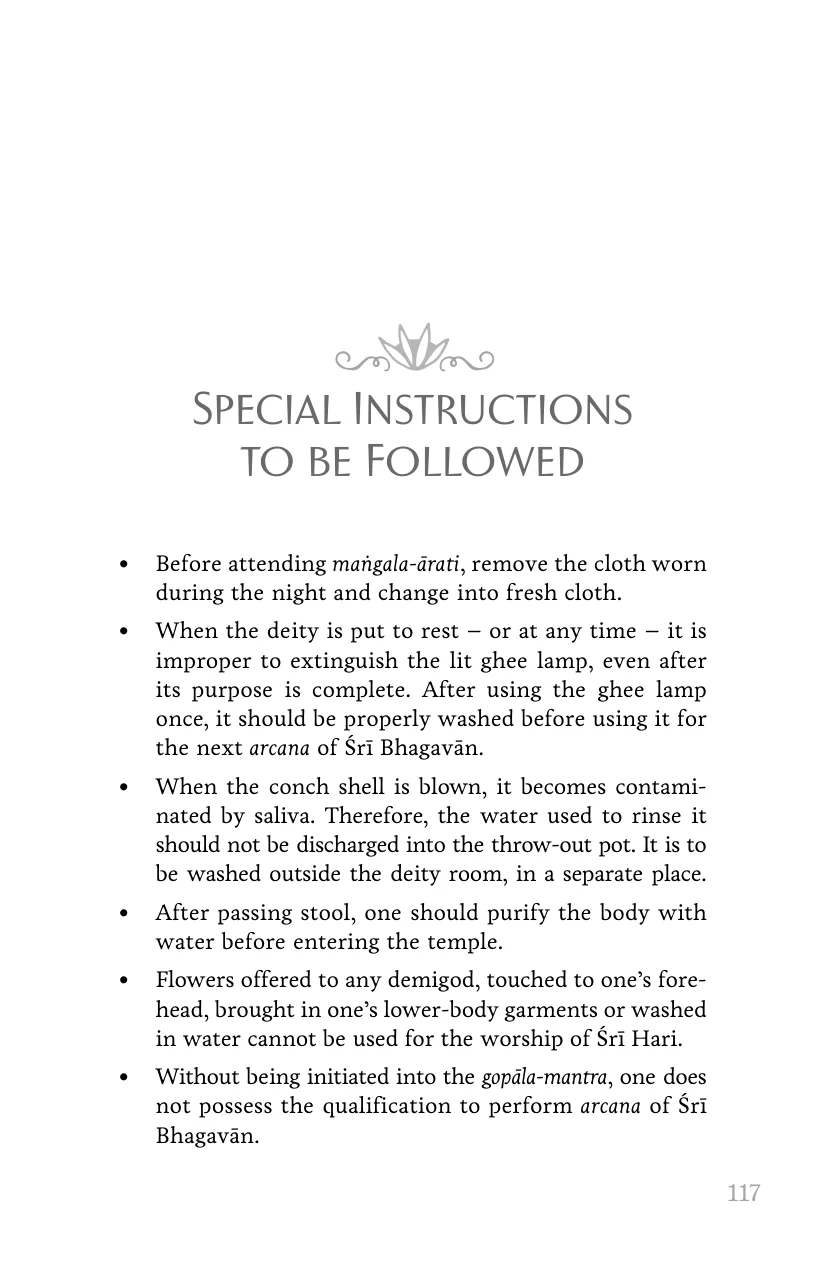 Special Instructions
to be Followed
• Before attending maṅgala-ārati, remove the cloth worn
during the night and change into fresh cloth.
• When the deity is put to rest – or at any time – it is
improper to extinguish the lit ghee lamp, even after
its purpose is complete. After using the ghee lamp
once, it should be properly washed before using it for
the next arcana of Śrī Bhagavān.
• When the conch shell is blown, it becomes contami-
nated by saliva. Therefore, the water used to rinse it
should not be discharged into the throw-out pot. It is to
be washed outside the deity room, in a separate place.
• After passing stool, one should purify the body with
water before entering the temple.
• Flowers offered to any demigod, touched to one’s fore-
head, brought in one’s lower-body garments or washed
in water cannot be used for the worship of Śrī Hari.
• Without being initiated into the gopāla-mantra, one does
not possess the qualification to perform arcana of Śrī
Bhagavān.
117